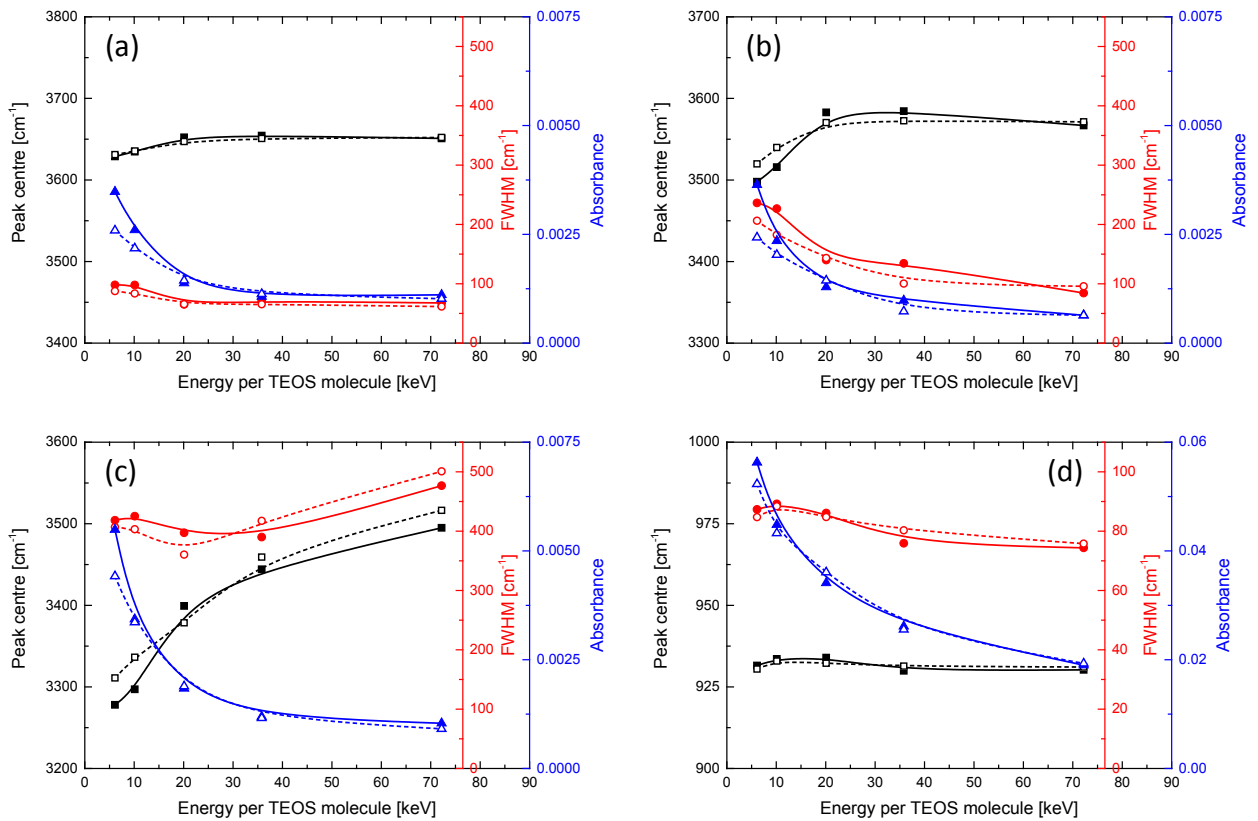 (a)
3800
3700
3600
3500
3400
Peak centre [cm-1]
0 10 20 30 40 50 60 70 80 90
Energy per TEOS molecule [keV]
500
400
300
200
100
0
FWHM [cm-1]
0.0075
0.0050
0.0025
0.0000
Absorbance
(b)
3700
3600
3500
3400
3300
Peak centre [cm-1]
0 10 20 30 40 50 60 70 80 90
Energy per TEOS molecule [keV]
500
400
300
200
100
0
FWHM [cm-1]
0.0075
0.0050
0.0025
0.0000
Absorbance
(c)
3600
3500
3400
3300
3200
Peak centre [cm-1]
0 10 20 30 40 50 60 70 80 90
Energy per TEOS molecule [keV]
500
400
300
200
100
0
FWHM [cm-1]
0.0075
0.0050
0.0025
0.0000
Absorbance
(d)
1000
975
950
925
900
Peak centre [cm-1]
0 10 20 30 40 50 60 70 80 90
Energy per TEOS molecule [keV]
100
80
60
40
20
0
FWHM [cm-1]
0.06
0.04
0.02
0.00
Absorbance